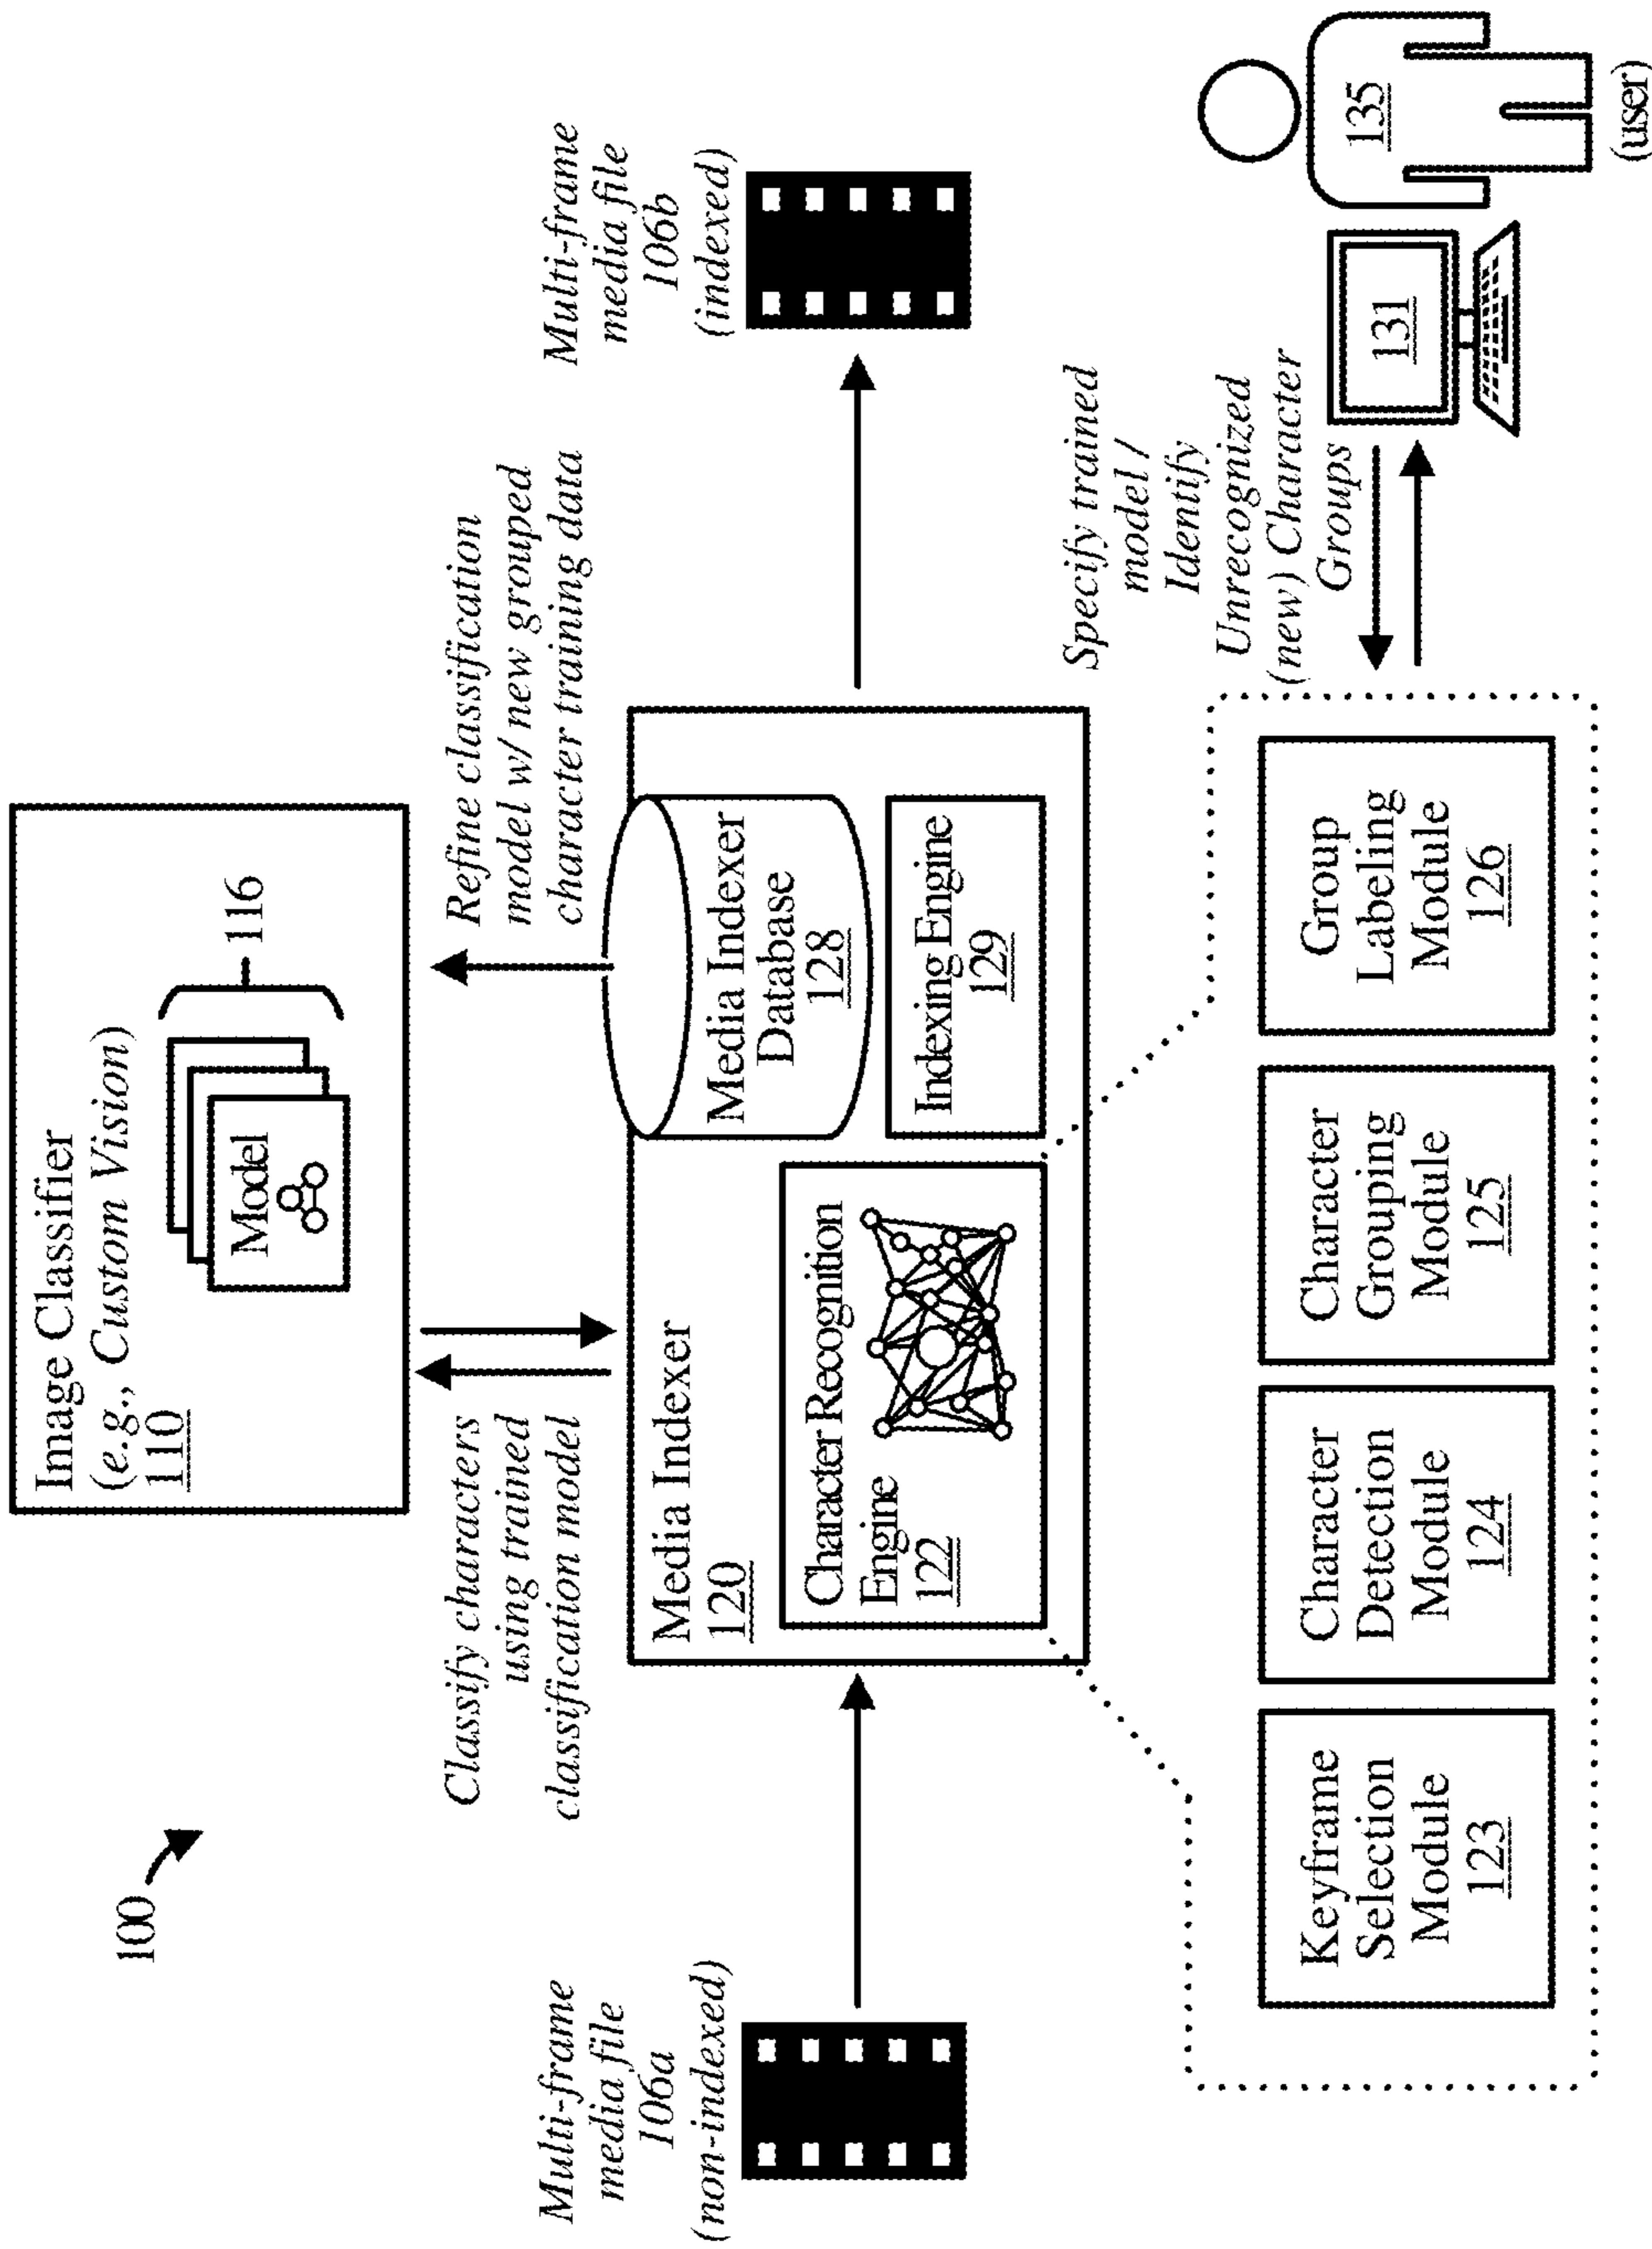 100
Image Classifier
(e.g., Custom Vision)
110
Model
116
Classify characters
using trained
classification model
Refine classification
model w/ new grouped
character training data
Multi-frame
media file
106a
(non-indexed)
Media Indexer
120
Character Recognition
Engine
122
Media Indexer
Database
128
Indexing Engine
129
Multi-frame
media file
106b
(indexed)
Specify trained
model /
Identify
Unrecognized
(new) Character
Groups
131
135
(user)
Keyframe
Selection
Module
123
Character
Detection
Module
124
Character
Grouping
Module
125
Group
Labeling
Module
126